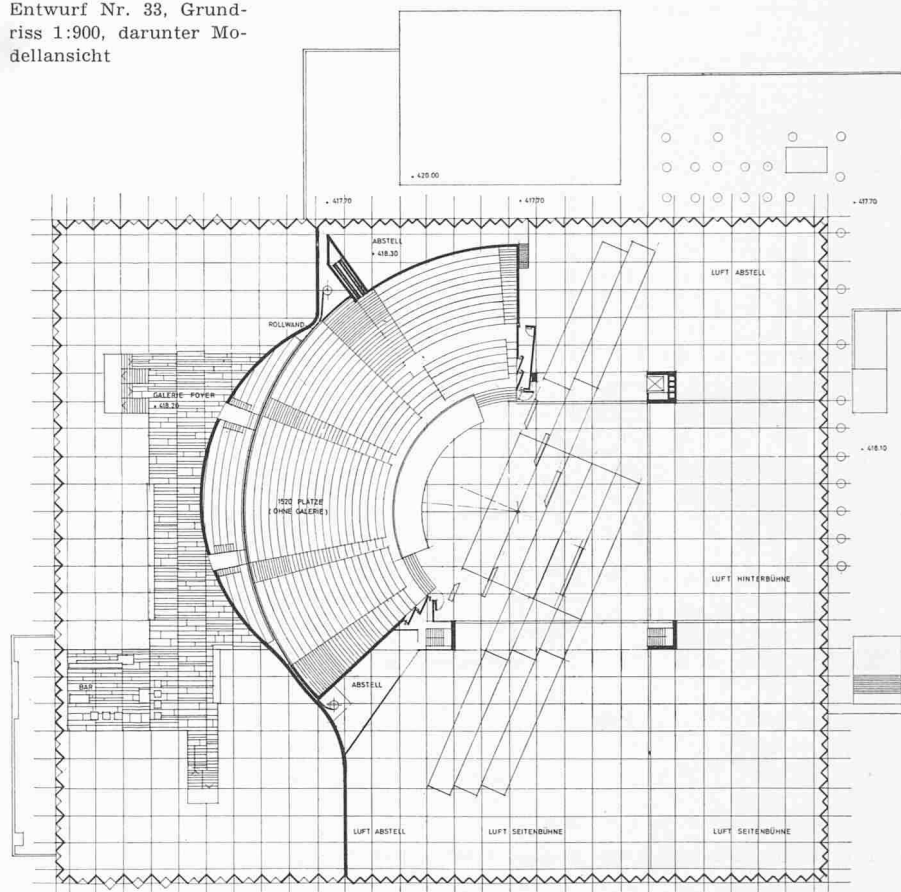 Entwurf Nr. 33, Grund-
riss 1:900, darunter Mo-
dellansicht
420.00
417.70
417.70
417.70
ABSTELL
418.30
LUFT ABSTELL
ROLLWAND
GALERIE FOYER
418.20
418.10
1520 PLÄTZE
(OHNE GALERIE)
LUFT HINTERBÜHNE
BAR
ABSTELL
LUFT ABSTELL
LUFT SEITENBÜHNE
LUFT SEITENBÜHNE